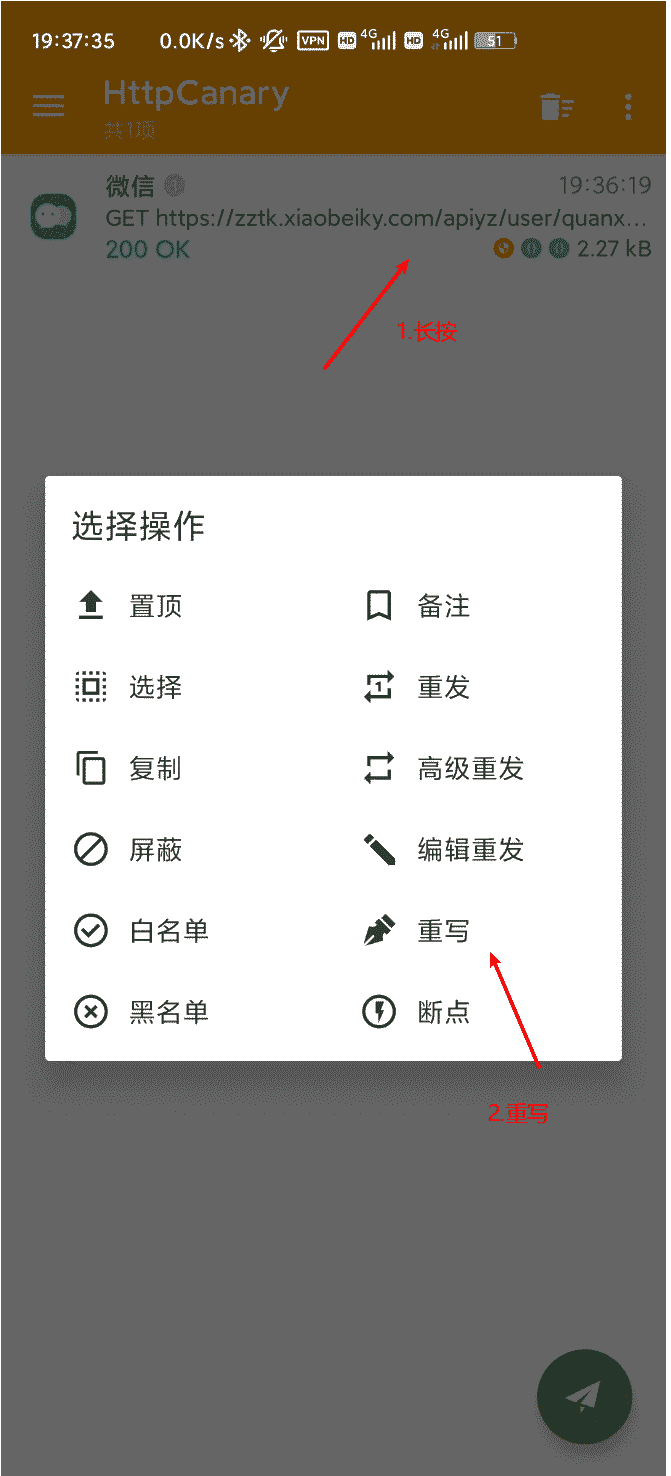 19:37:35 0.0K/s VPN HD 4G HD 4G 51
HttpCanary
共1项
微信 19:36:19
GET https://zztk.xiaobeiky.com/apiyz/user/quanx...
200 OK 2.27 kB
1.长按
选择操作
置顶 备注
选择 1 重发
复制 高级重发
屏蔽 编辑重发
白名单 重写
黑名单 断点
2.重写